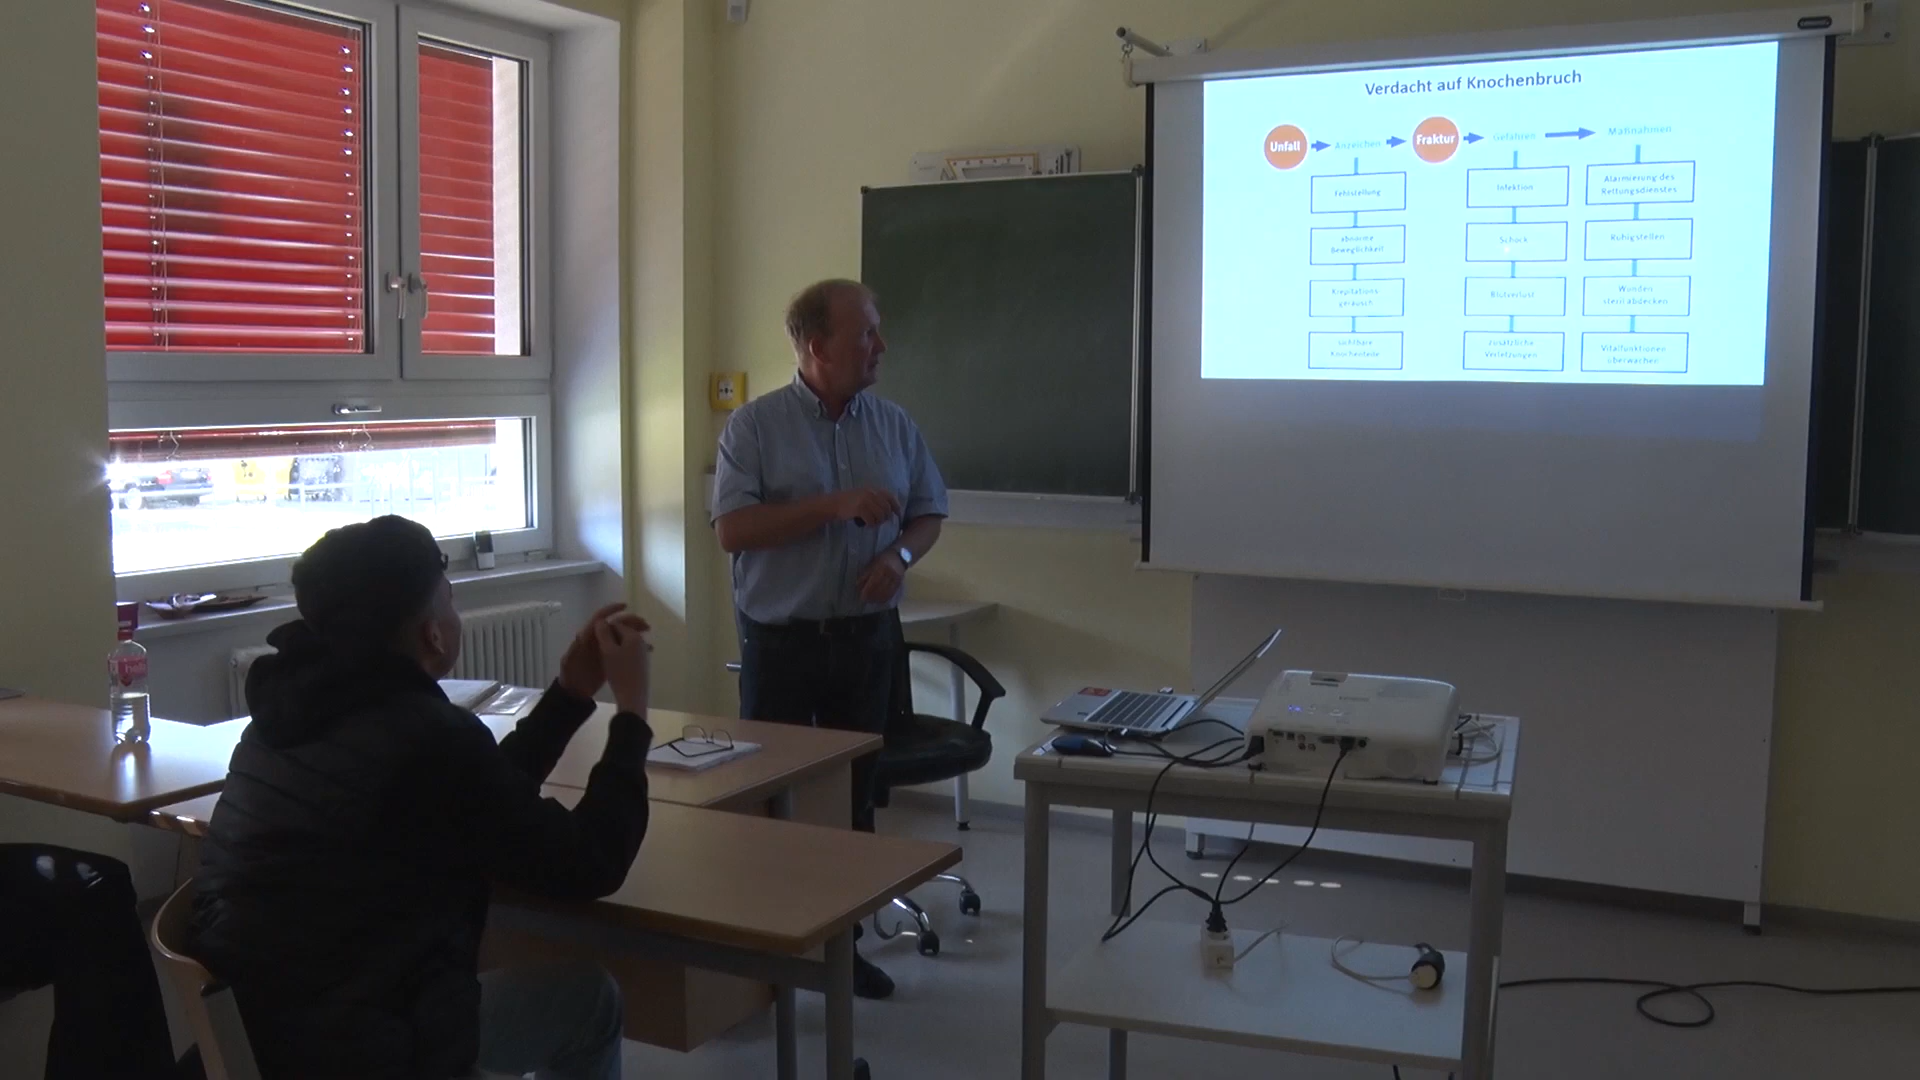 Verdacht auf Knochenbruch
Unfall
Anzeichen
Fraktur
Gefahren
Maßnahmen
Fehlstellung
abnorme
Beweglichkeit
Krepitations
geräusch
sichtbare
Knochenteile
Infektion
Schock
Blutverlust
zusätzliche
Verletzungen
Alarmierung des
Rettungsdienstes
Ruhigstellen
Wunden
steril abdecken
Vitalfunktionen
überwachen